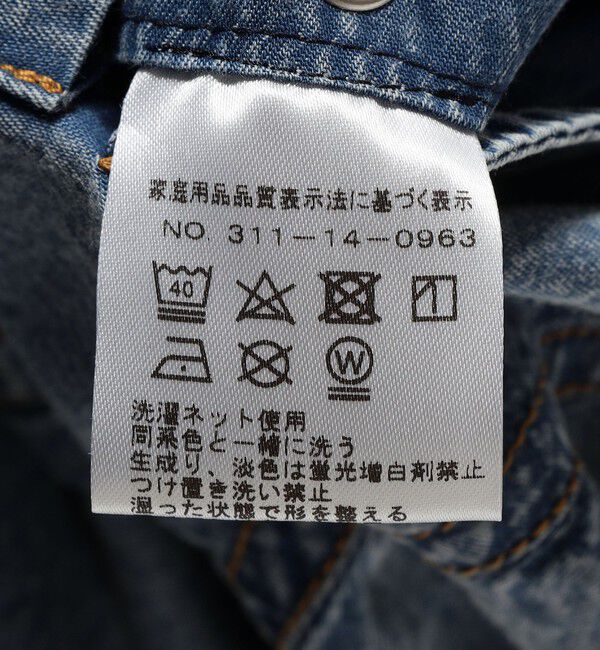 家庭用品品質表示法に基づく表示
NO. 311-14-0963
40
W
洗濯ネット使用
同系色と一緒に洗う
生成り、淡色は蛍光増白剤禁止
つけ置き洗い禁止
湿った状態で形を整える